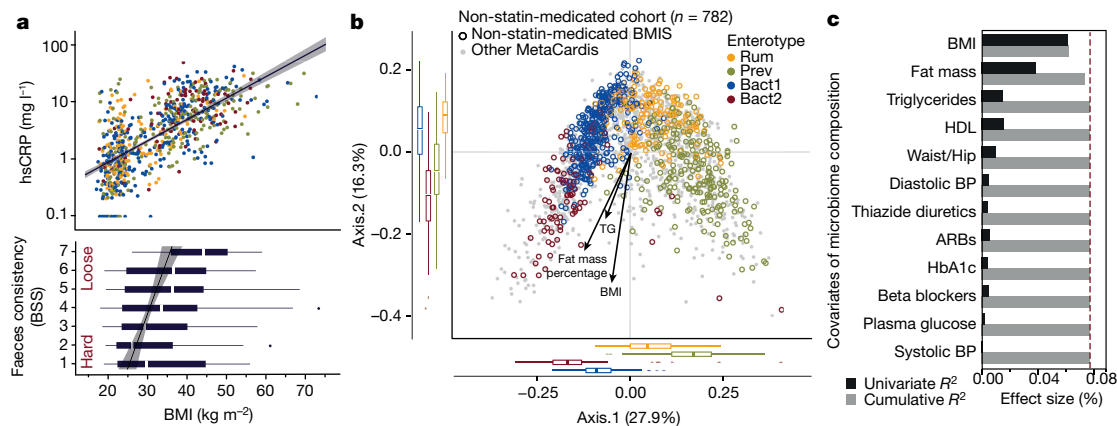 a
hsCRP (mg l⁻¹)
100
10
1
0.1
Faeces consistency
(BSS)
Loose
Hard
7
6
5
4
3
2
1
20 30 40 50 60 70
BMI (kg m⁻²)
b
Non-statin-medicated cohort (n = 782)
Non-statin-medicated BMIS
Other MetaCardis
Enterotype
Rum
Prev
Bact1
Bact2
Axis.2 (16.3%)
0.2
0.0
−0.2
−0.4
TG
Fat mass
percentage
BMI
−0.25 0.00 0.25
Axis.1 (27.9%)
c
Covariates of microbiome composition
BMI
Fat mass
Triglycerides
HDL
Waist/Hip
Diastolic BP
Thiazide diuretics
ARBs
HbA1c
Beta blockers
Plasma glucose
Systolic BP
0.00 0.04 0.08
Effect size (%)
Univariate R²
Cumulative R²